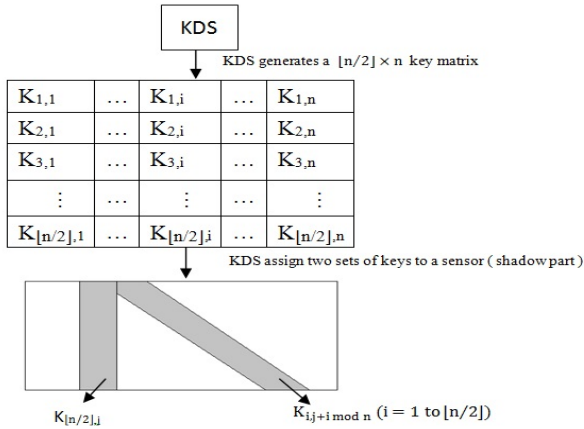 KDS
KDS generates a ⌊n/2⌋ × n key matrix
K₁,₁ … K₁,ᵢ … K₁,ₙ
K₂,₁ … K₂,ᵢ … K₂,ₙ
K₃,₁ … K₃,ᵢ … K₃,ₙ
⋮ … ⋮ … ⋮
K⌊n/2⌋,₁ … K⌊n/2⌋,ᵢ … K⌊n/2⌋,ₙ
KDS assign two sets of keys to a sensor ( shadow part )
K⌊n/2⌋,j
Ki,j+i mod n (i = 1 to ⌊n/2⌋)